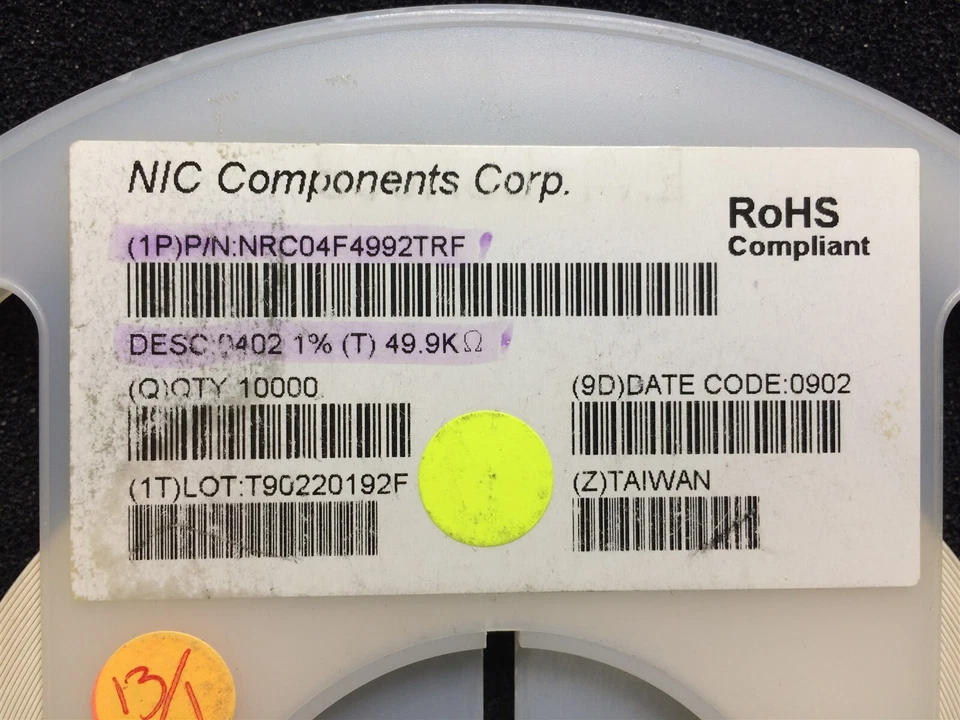 NIC Components Corp.
RoHS
Compliant
(1P)P/N:NRC04F4992TRF
DESC:0402 1% (T) 49.9KΩ
(Q)QTY 10000
(9D)DATE CODE:0902
(1T)LOT:T90220192F
(Z)TAIWAN
13/1